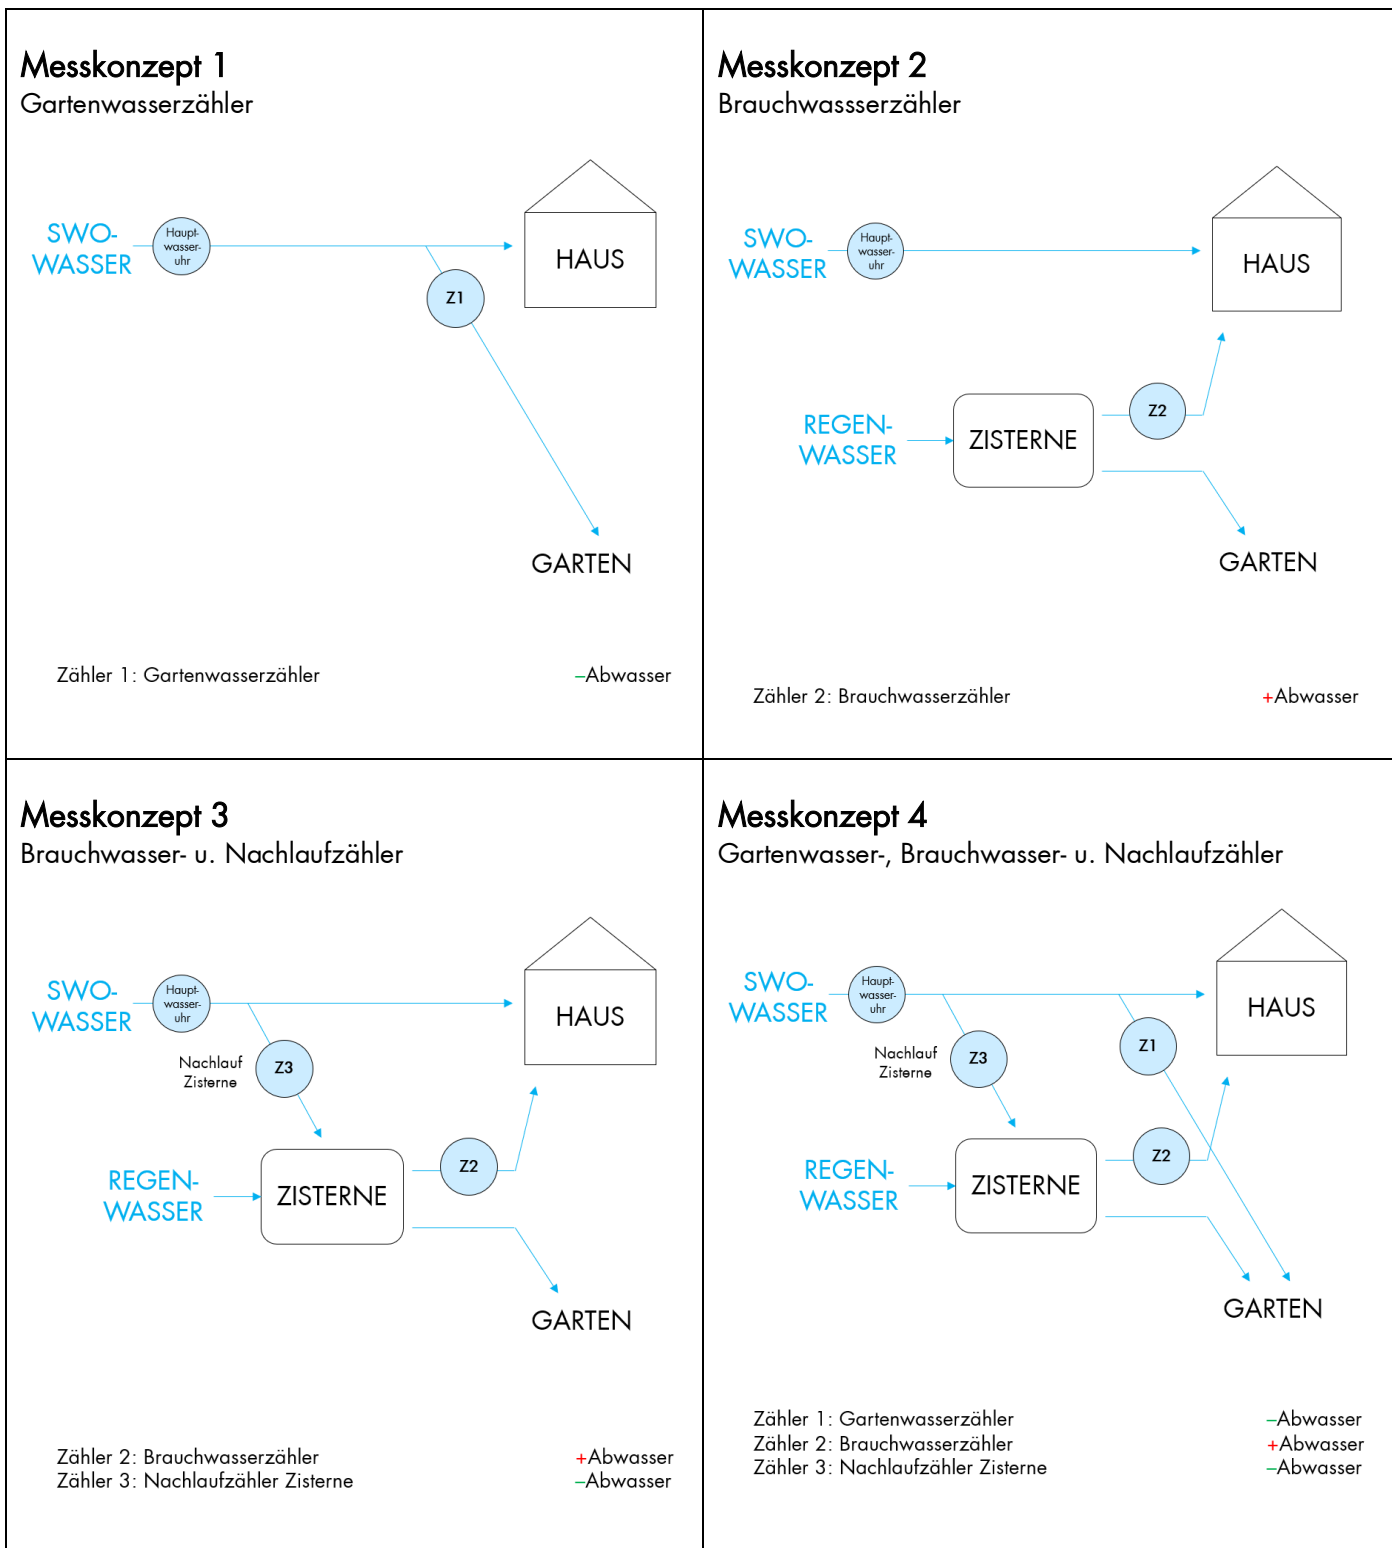 Messkonzept 1
Gartenwasserzähler
SWO-
WASSER
Haupt-
wasser-
uhr
HAUS
Z1
GARTEN
Zähler 1: Gartenwasserzähler –Abwasser
Messkonzept 2
Brauchwassserzähler
SWO-
WASSER
Haupt-
wasser-
uhr
HAUS
Z2
REGEN-
WASSER
ZISTERNE
GARTEN
Zähler 2: Brauchwasserzähler +Abwasser
Messkonzept 3
Brauchwasser- u. Nachlaufzähler
SWO-
WASSER
Haupt-
wasser-
uhr
HAUS
Nachlauf
Zisterne
Z3
Z2
REGEN-
WASSER
ZISTERNE
GARTEN
Zähler 2: Brauchwasserzähler +Abwasser
Zähler 3: Nachlaufzähler Zisterne –Abwasser
Messkonzept 4
Gartenwasser-, Brauchwasser- u. Nachlaufzähler
SWO-
WASSER
Haupt-
wasser-
uhr
HAUS
Z1
Nachlauf
Zisterne
Z3
Z2
REGEN-
WASSER
ZISTERNE
GARTEN
Zähler 1: Gartenwasserzähler –Abwasser
Zähler 2: Brauchwasserzähler +Abwasser
Zähler 3: Nachlaufzähler Zisterne –Abwasser